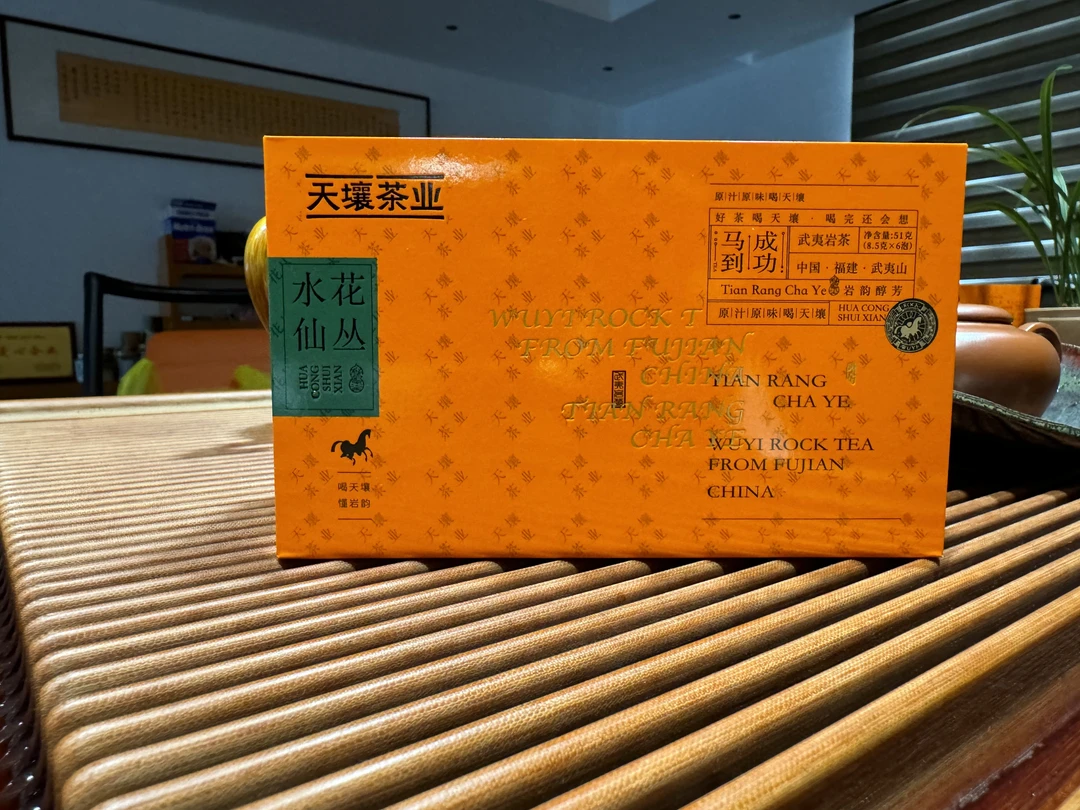 天壤茶业
花丛
水仙
HUA
CONG
SHUI
XIAN
喝天壤
懂岩韵
原汁原味喝天壤
好茶喝天壤·喝完还会想
成功
马到
武夷岩茶
净含量:51克
(8.5克×6泡)
中国·福建·武夷山
Tian Rang Cha Ye
岩韵醇芳
原汁原味喝天壤
HUA CONG
SHUI XIAN
WUYI ROCK T
FROM FUJIAN
CHINA
TIAN RANG
CHA YE
TIAN RANG
CHA YE
WUYI ROCK TEA
FROM FUJIAN
CHINA